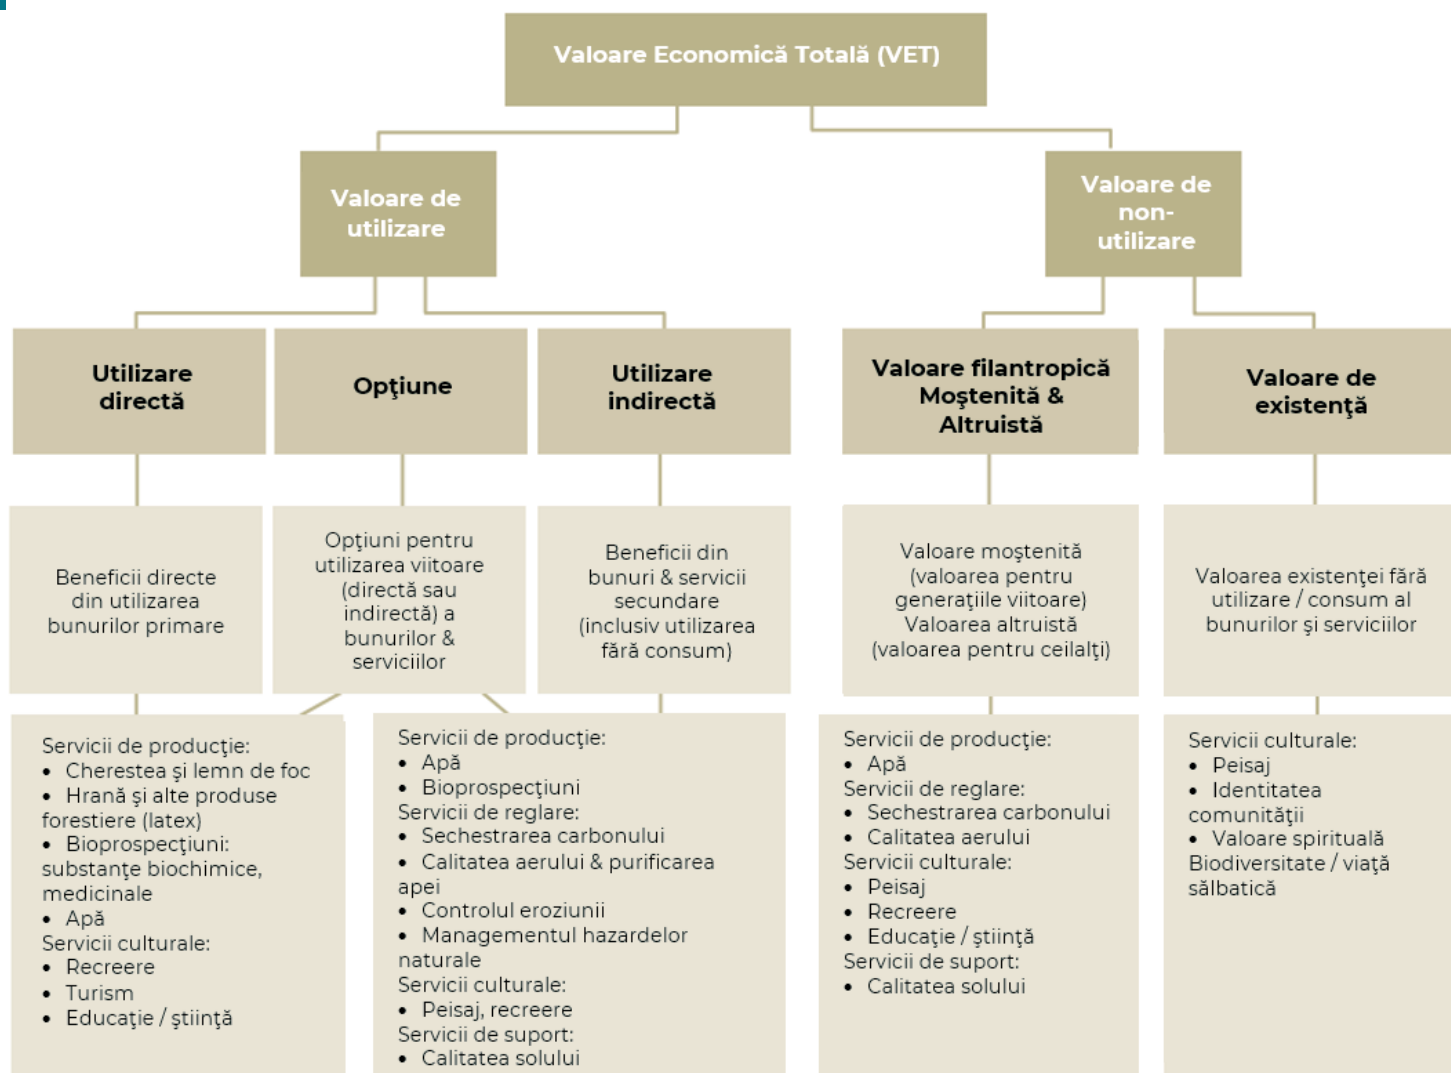 Valoare Economică Totală (VET)
Valoare de
utilizare
Valoare de
non-
utilizare
Utilizare
directă
Opţiune
Utilizare
indirectă
Valoare filantropică
Moştenită &
Altruistă
Valoare de
existenţă
Beneficii directe
din utilizarea
bunurilor primare
Opţiuni pentru
utilizarea viitoare
(directă sau
indirectă) a
bunurilor &
serviciilor
Beneficii din
bunuri & servicii
secundare
(inclusiv utilizarea
fără consum)
Valoare moştenită
(valoarea pentru
generaţiile viitoare)
Valoarea altruistă
(valoarea pentru ceilalţi)
Valoarea existenţei fără
utilizare / consum al
bunurilor şi serviciilor
Servicii de producţie:
• Cherestea şi lemn de foc
• Hrană şi alte produse
forestiere (latex)
• Bioprospecţiuni:
substanţe biochimice,
medicinale
• Apă
Servicii culturale:
• Recreere
• Turism
• Educaţie / ştiinţă
Servicii de producţie:
• Apă
• Bioprospecţiuni
Servicii de reglare:
• Sechestrarea carbonului
• Calitatea aerului & purificarea
apei
• Controlul eroziunii
• Managementul hazardelor
naturale
Servicii culturale:
• Peisaj, recreere
Servicii de suport:
• Calitatea solului
Servicii de producţie:
• Apă
Servicii de reglare:
• Sechestrarea carbonului
• Calitatea aerului
Servicii culturale:
• Peisaj
• Recreere
• Educaţie / ştiinţă
Servicii de suport:
• Calitatea solului
Servicii culturale:
• Peisaj
• Identitatea
comunităţii
• Valoare spirituală
Biodiversitate / viaţă
sălbatică